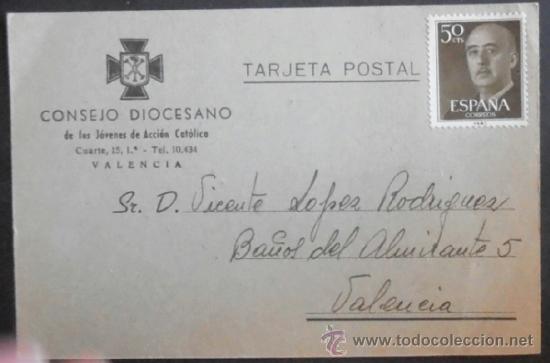 TARJETA POSTAL
50
CTS
ESPAÑA
CORREOS
CONSEJO DIOCESANO
de los Jóvenes de Acción Católica
Cuarte, 15, 1.º - Tel. 10.434
VALENCIA
Sr. D. Vicente Lopez Rodriguez
Baños del Almirante 5
Valencia
todocoleccion.net